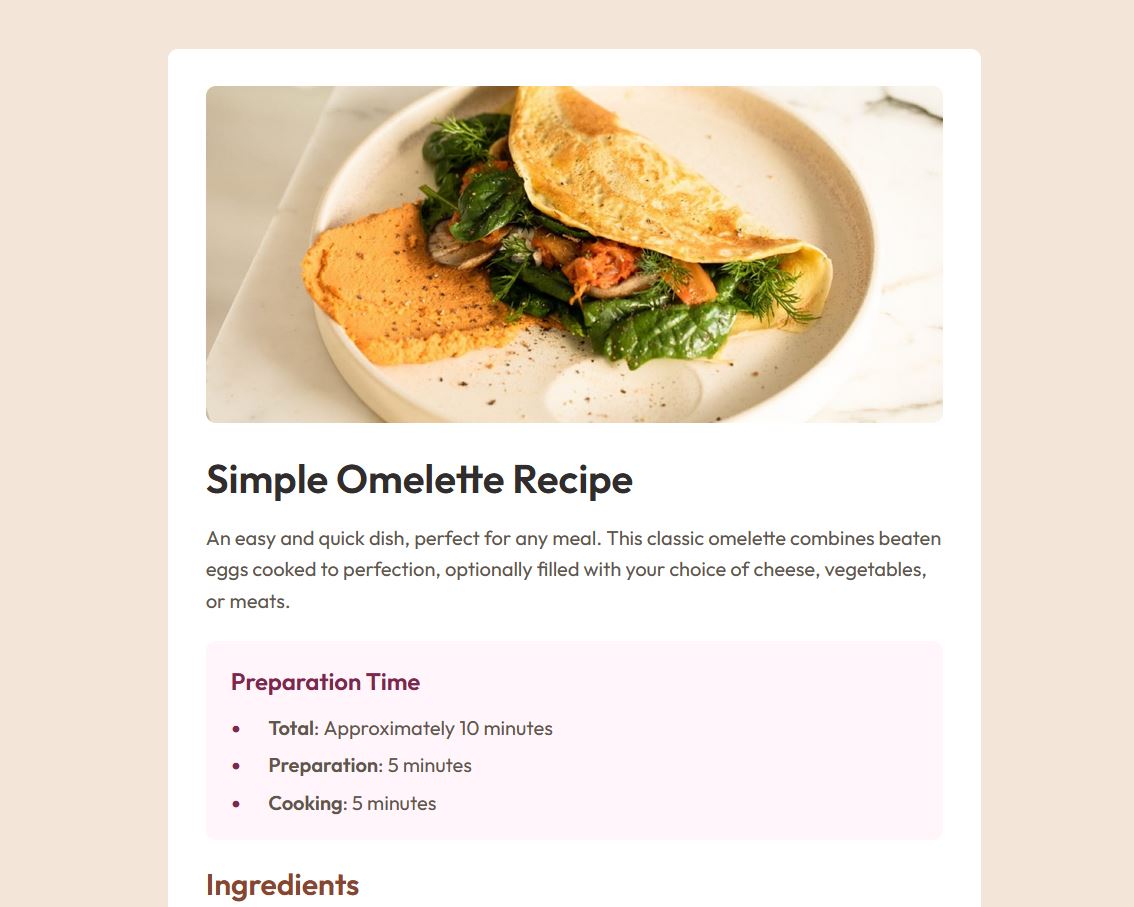 Simple Omelette Recipe
An easy and quick dish, perfect for any meal. This classic omelette combines beaten
eggs cooked to perfection, optionally filled with your choice of cheese, vegetables,
or meats.
Preparation Time
• Total: Approximately 10 minutes
• Preparation: 5 minutes
• Cooking: 5 minutes
Ingredients